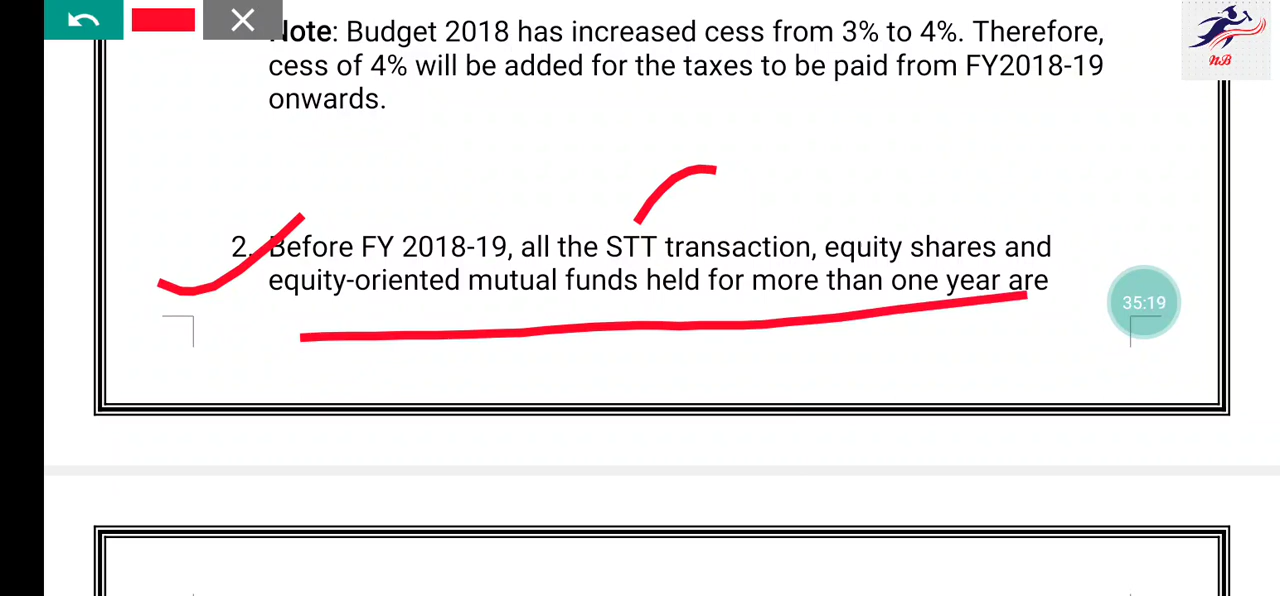 Note: Budget 2018 has increased cess from 3% to 4%. Therefore,
cess of 4% will be added for the taxes to be paid from FY2018-19
onwards.
2. Before FY 2018-19, all the STT transaction, equity shares and
equity-oriented mutual funds held for more than one year are
35:19
NB